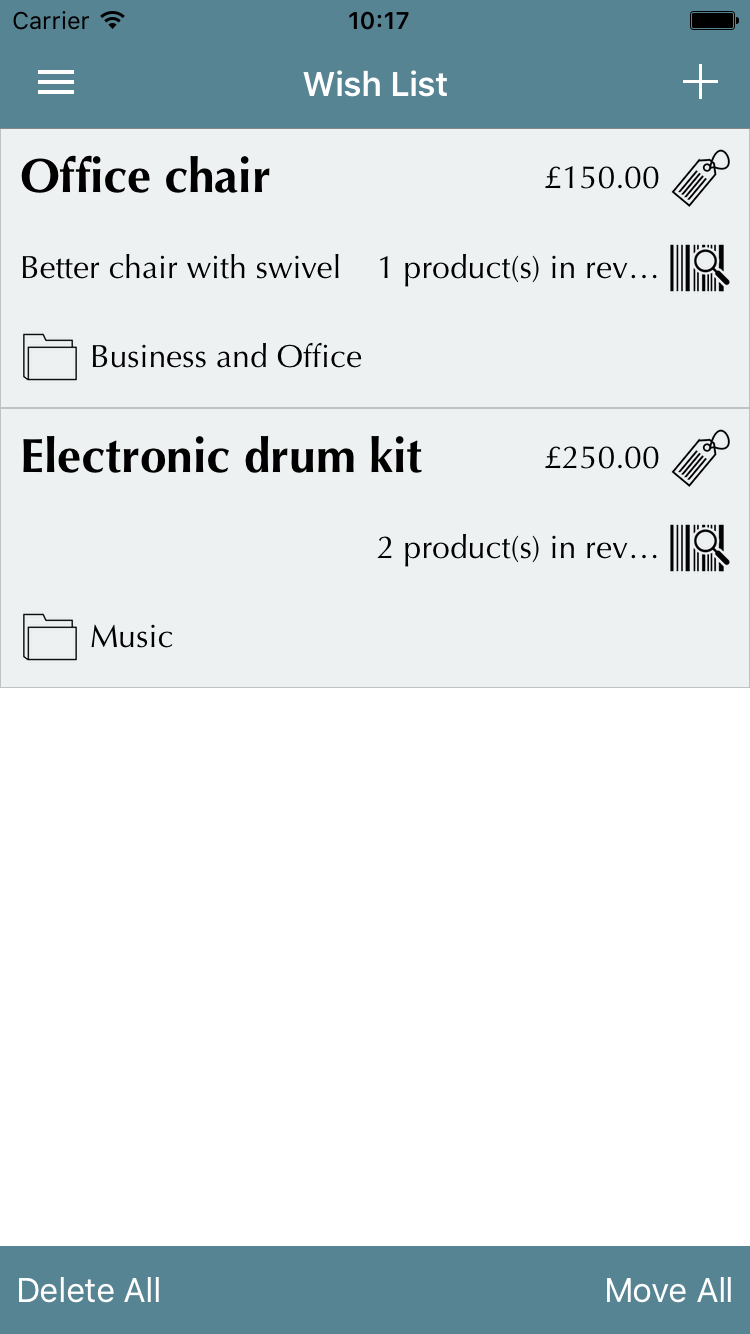 Carrier 10:17
Wish List
Office chair £150.00
Better chair with swivel 1 product(s) in rev…
Business and Office
Electronic drum kit £250.00
2 product(s) in rev…
Music
Delete All Move All